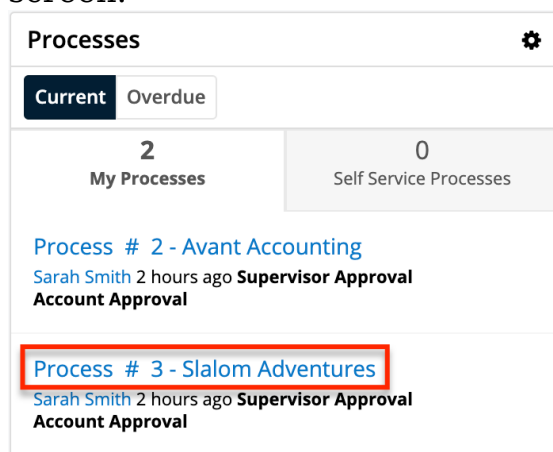 Processes
Current Overdue
2
My Processes
0
Self Service Processes
Process # 2 - Avant Accounting
Sarah Smith 2 hours ago Supervisor Approval
Account Approval
Process # 3 - Slalom Adventures
Sarah Smith 2 hours ago Supervisor Approval
Account Approval